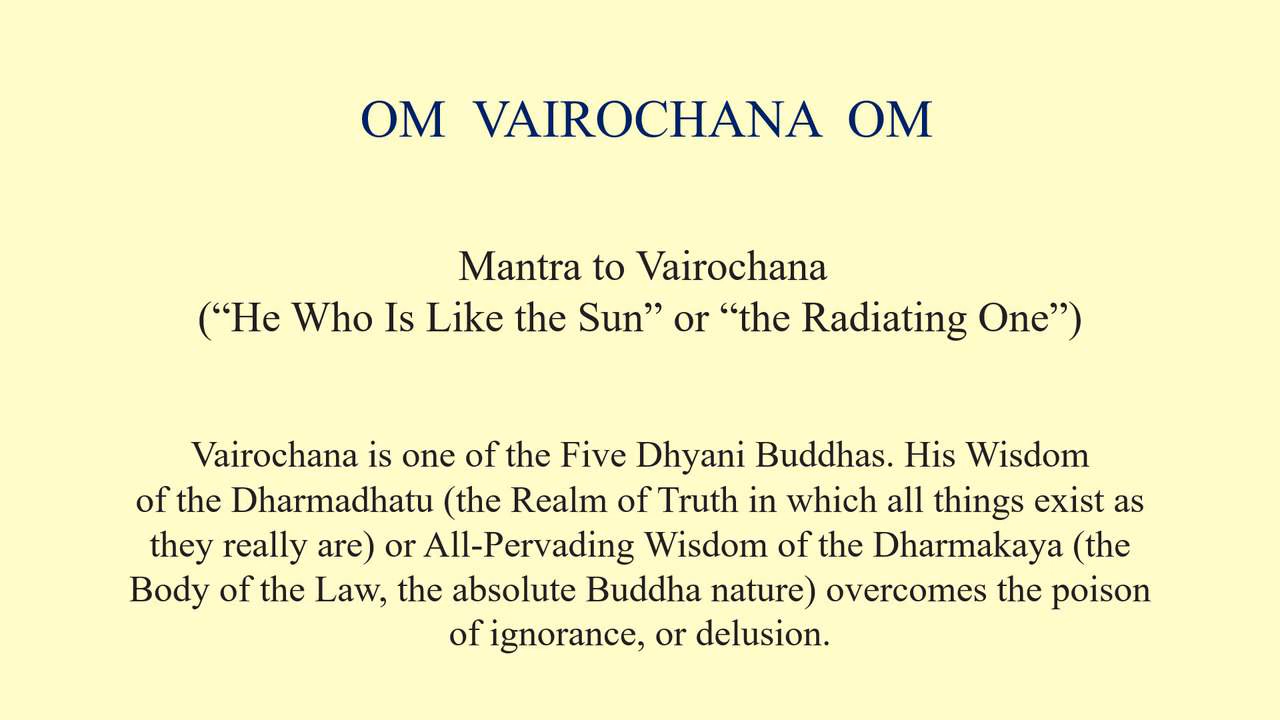 OM VAIROCHANA OM
Mantra to Vairochana
(“He Who Is Like the Sun” or “the Radiating One”)
Vairochana is one of the Five Dhyani Buddhas. His Wisdom
of the Dharmadhatu (the Realm of Truth in which all things exist as
they really are) or All-Pervading Wisdom of the Dharmakaya (the
Body of the Law, the absolute Buddha nature) overcomes the poison
of ignorance, or delusion.